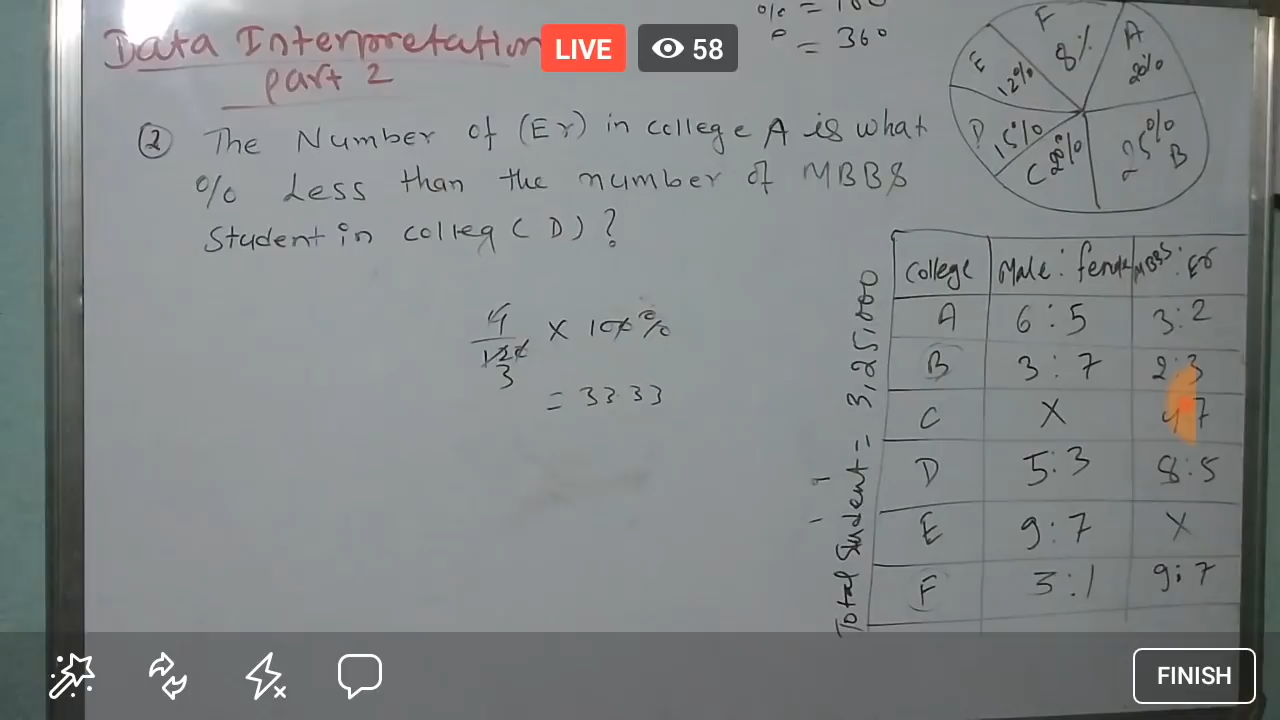 Data Interpretation
part 2
LIVE
58
% = 100
° = 360
② The Number of (Er) in college A is what
% Less than the number of MBBS
Student in colleg (D)?
4
120 × 100%
3
= 33.33
F 8%
A 20%
E 12%
D 15%
C 20%
25% B
Total Student = 3,25,000
College Male : female MBBS : Er
A 6 : 5 3 : 2
B 3 : 7 2 : 3
C X 4 7
D 5 : 3 8 : 5
E 9 : 7 X
F 3 : 1 9 : 7
FINISH